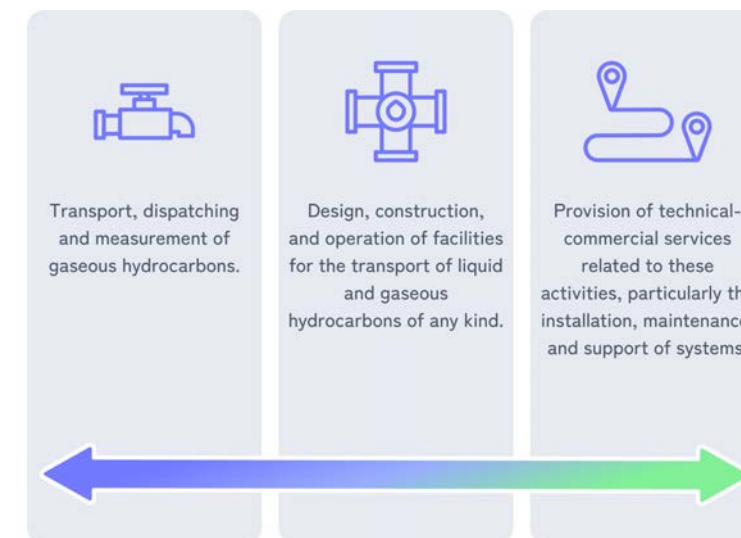 Transport, dispatching
and measurement of
gaseous hydrocarbons.
Design, construction,
and operation of facilities
for the transport of liquid
and gaseous
hydrocarbons of any kind.
Provision of technical-
commercial services
related to these
activities, particularly th
installation, maintenance
and support of systems